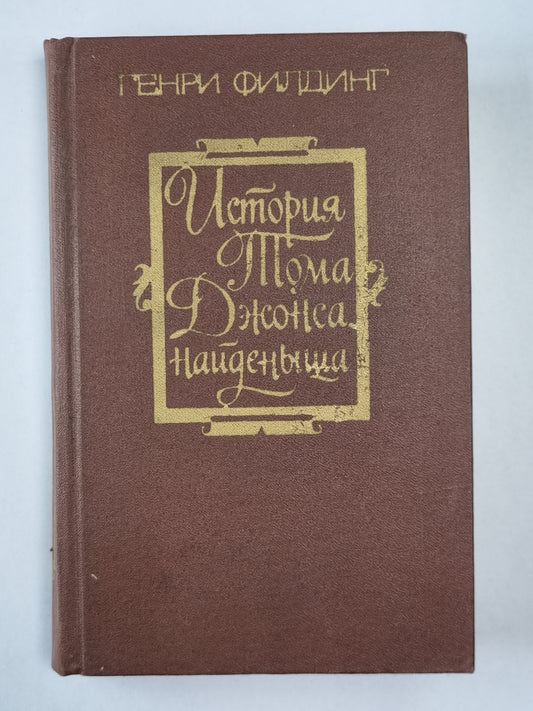 ГЕНРИ ФИЛДИНГ
История
Тома
Джонса,
найденыша